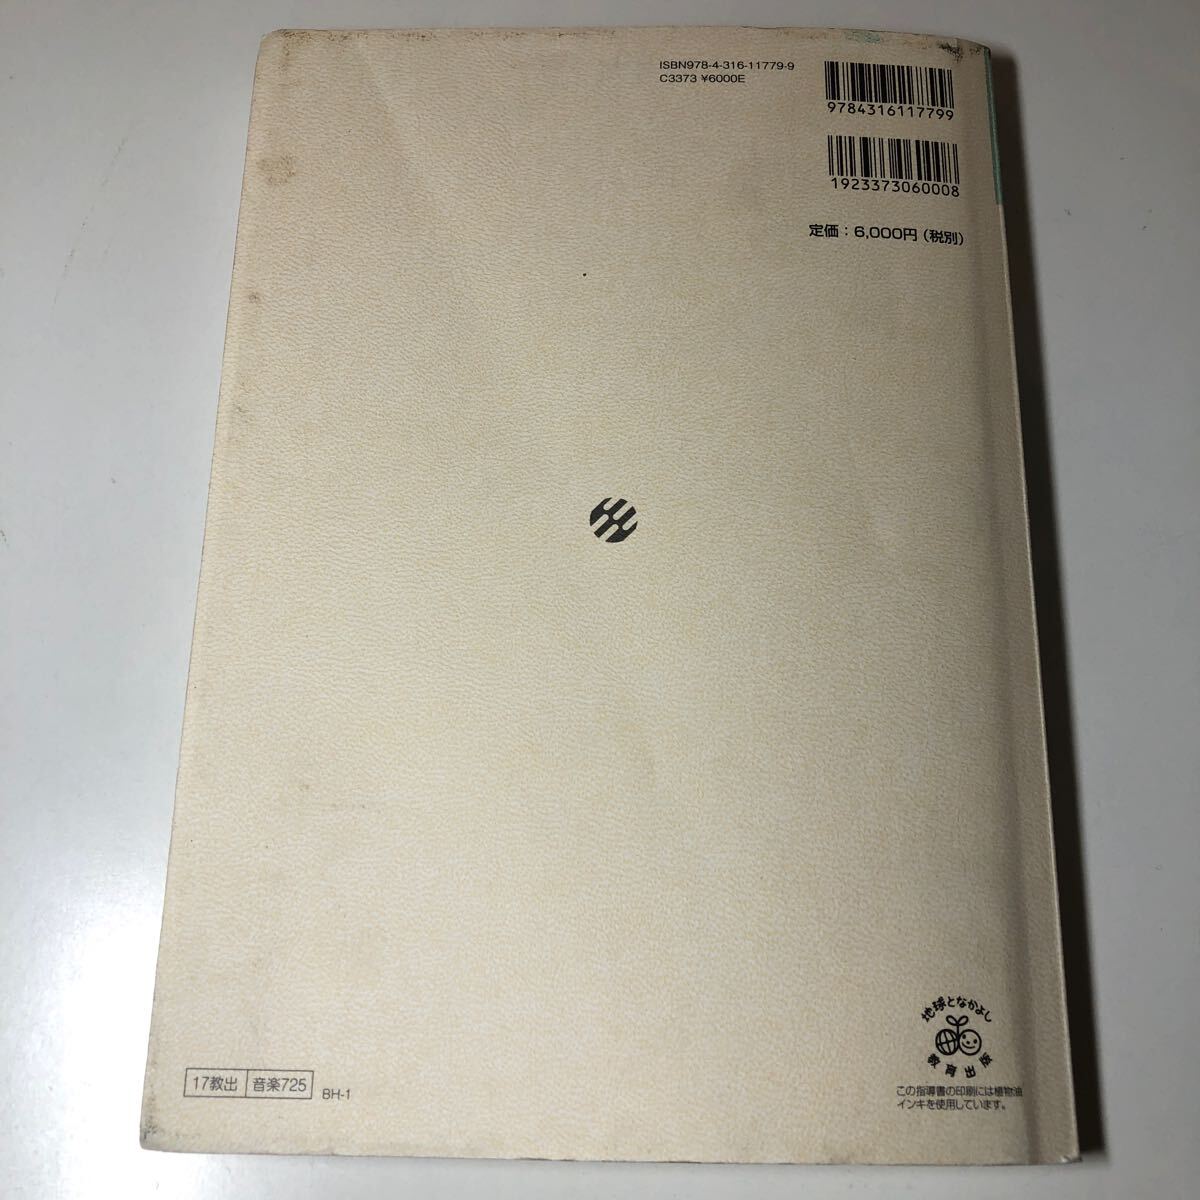 ISBN978-4-316-11779-9
C3373 ¥6000E
9784316117799
1923373060008
定価：6,000円（税別）
地球となかよし
教育出版
この指導書の印刷には植物油
インキを使用しています。
17教出 音楽725
BH-1